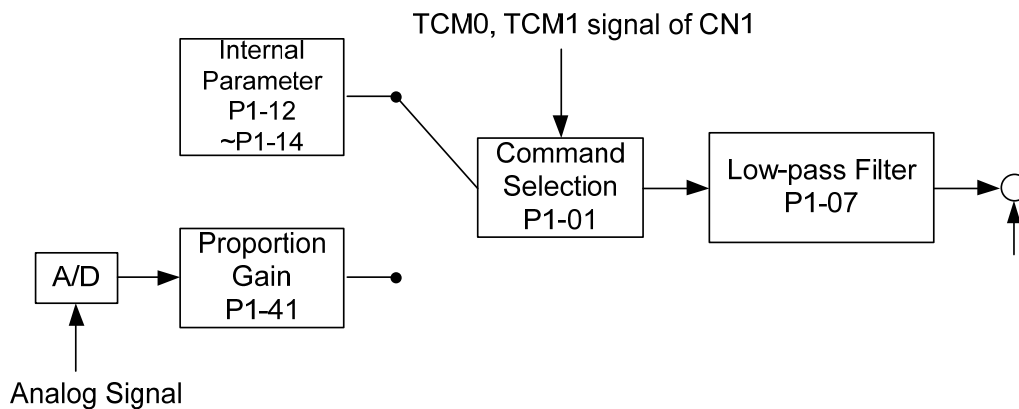 TCM0, TCM1 signal of CN1
Internal
Parameter
P1-12
~P1-14
Command
Selection
P1-01
Low-pass Filter
P1-07
Proportion
Gain
P1-41
A/D
Analog Signal